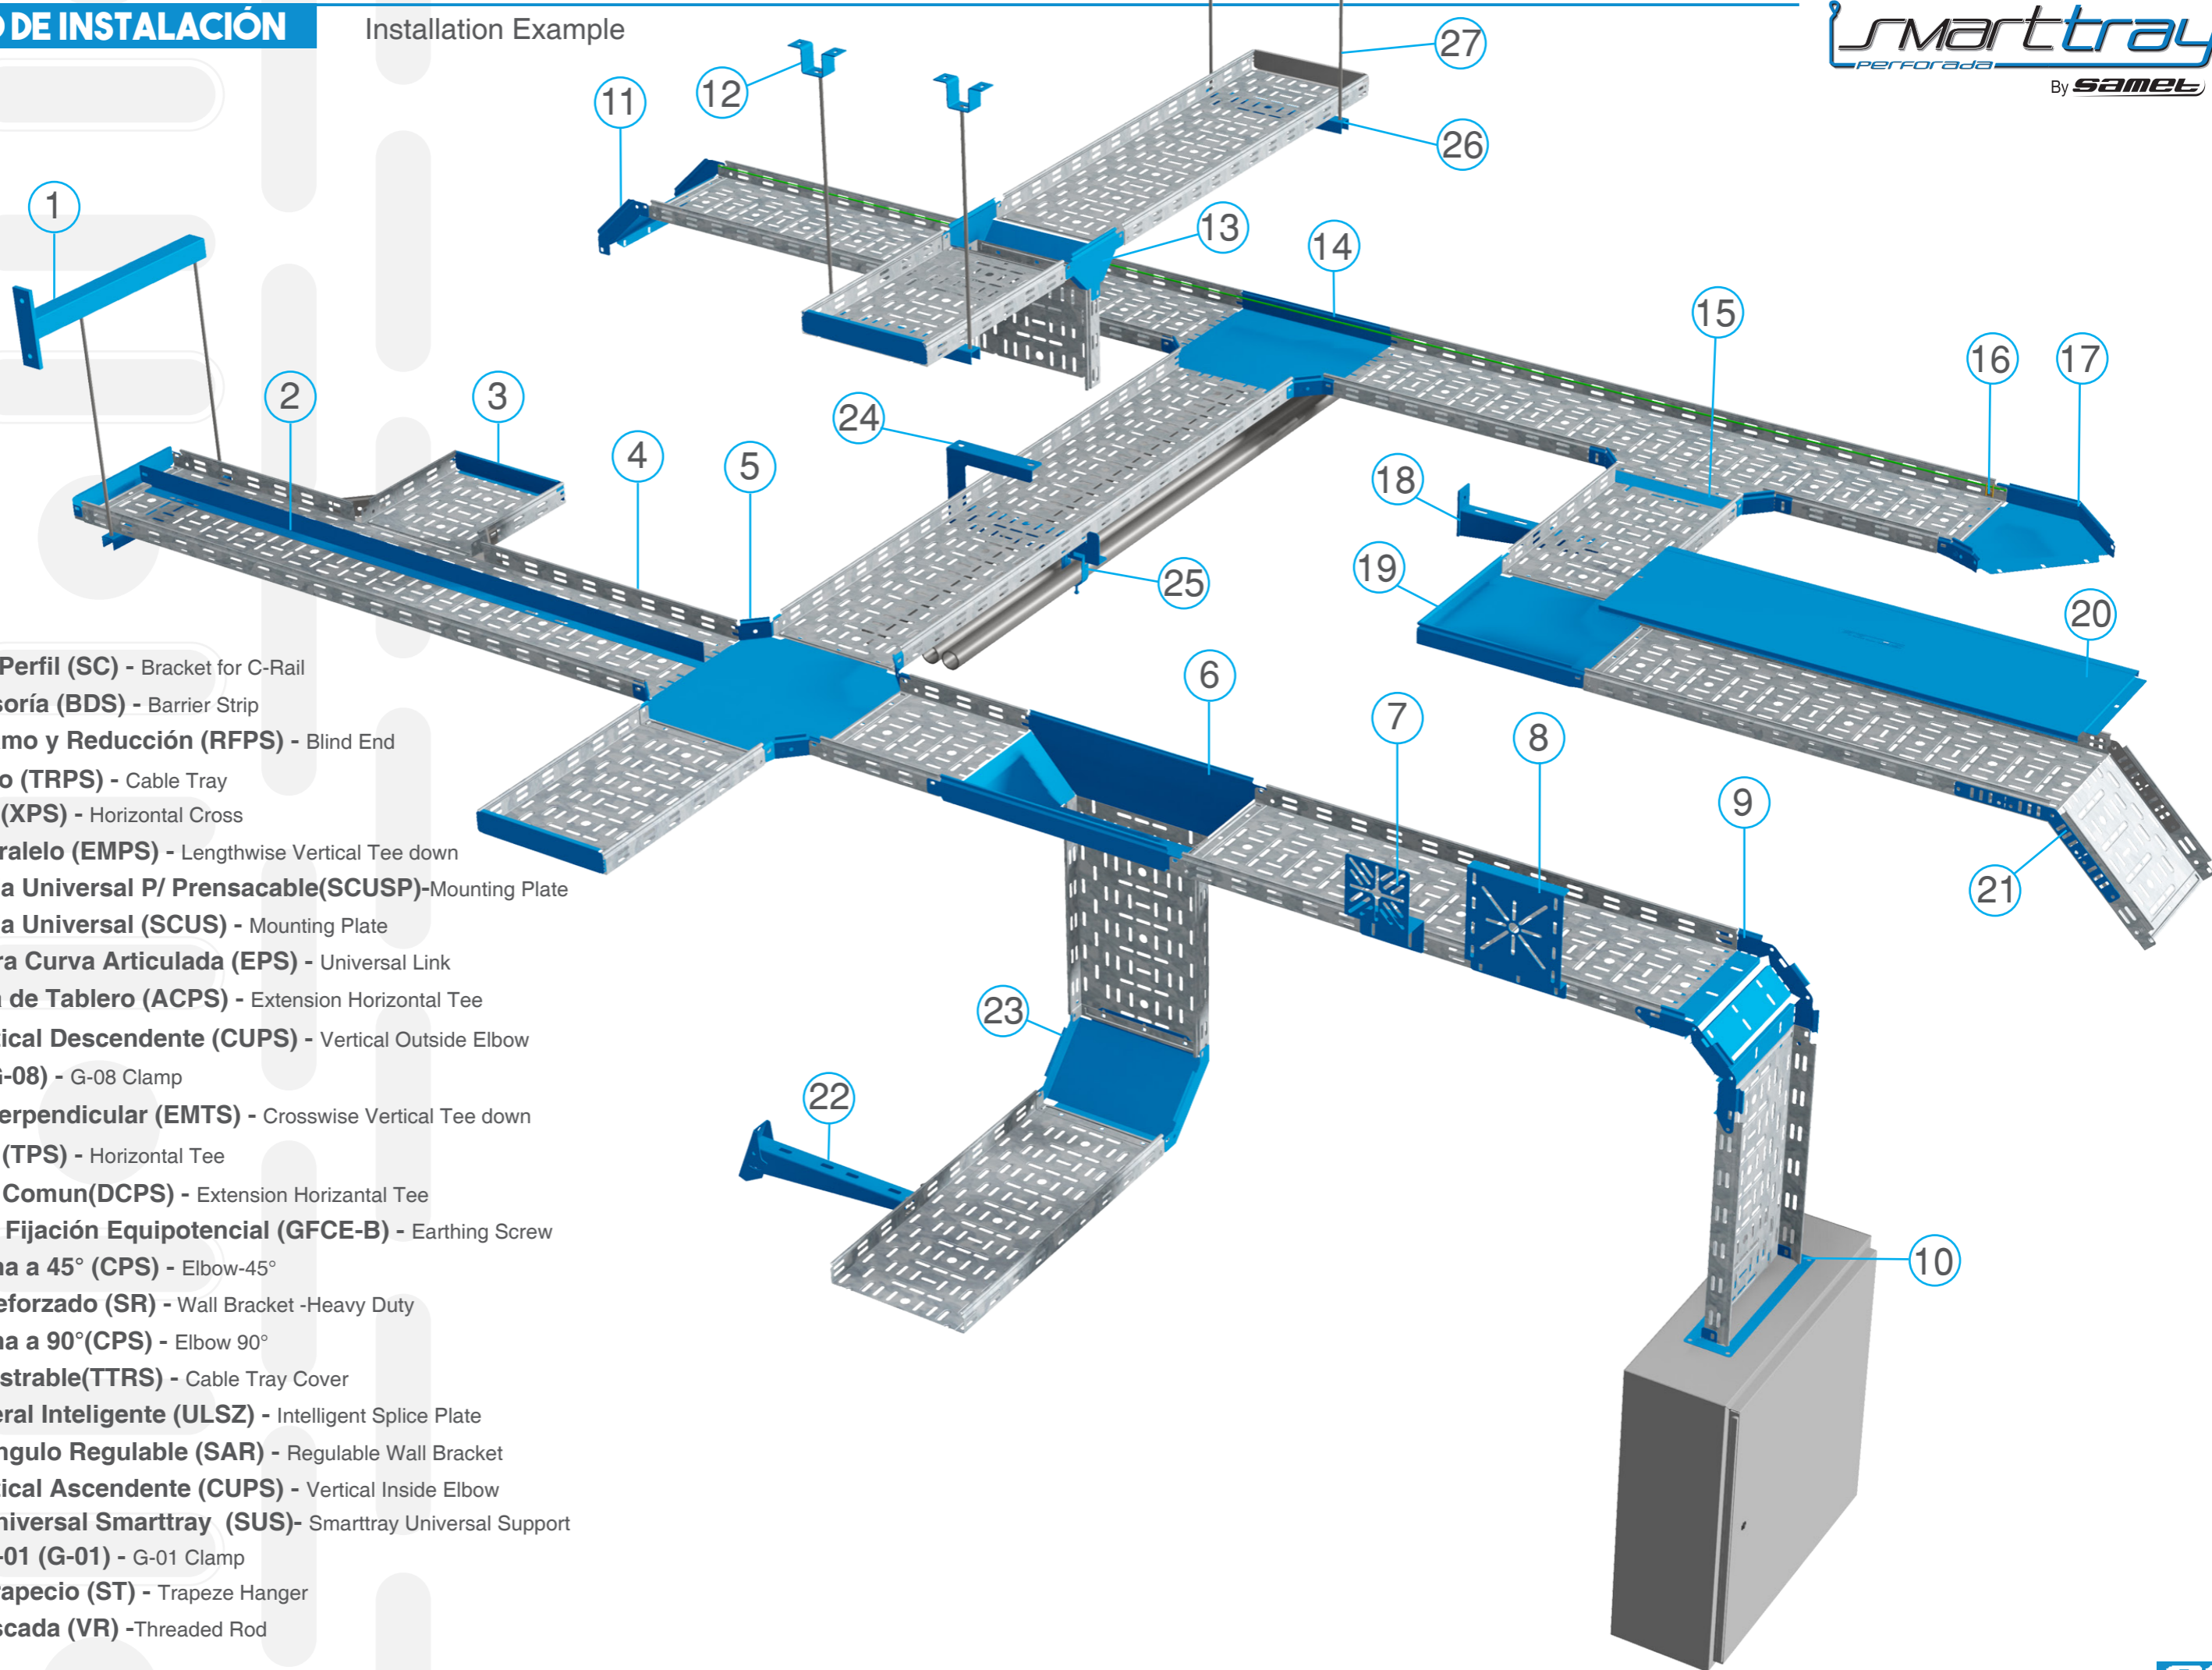 DE INSTALACIÓN
Installation Example
smarttray
PERFORADA
By samet
1
2
3
4
5
6
7
8
9
10
11
12
13
14
15
16
17
18
19
20
21
22
23
24
25
26
27
Perfil (SC) - Bracket for C-Rail
soría (BDS) - Barrier Strip
mo y Reducción (RFPS) - Blind End
o (TRPS) - Cable Tray
(XPS) - Horizontal Cross
ralelo (EMPS) - Lengthwise Vertical Tee down
a Universal P/ Prensacable(SCUSP)-Mounting Plate
a Universal (SCUS) - Mounting Plate
ra Curva Articulada (EPS) - Universal Link
a de Tablero (ACPS) - Extension Horizontal Tee
tical Descendente (CUPS) - Vertical Outside Elbow
G-08) - G-08 Clamp
erpendicular (EMTS) - Crosswise Vertical Tee down
(TPS) - Horizontal Tee
Comun(DCPS) - Extension Horizantal Tee
Fijación Equipotencial (GFCE-B) - Earthing Screw
na a 45° (CPS) - Elbow-45°
eforzado (SR) - Wall Bracket -Heavy Duty
na a 90°(CPS) - Elbow 90°
strable(TTRS) - Cable Tray Cover
eral Inteligente (ULSZ) - Intelligent Splice Plate
ngulo Regulable (SAR) - Regulable Wall Bracket
tical Ascendente (CUPS) - Vertical Inside Elbow
niversal Smarttray (SUS)- Smarttray Universal Support
-01 (G-01) - G-01 Clamp
rapecio (ST) - Trapeze Hanger
scada (VR) -Threaded Rod